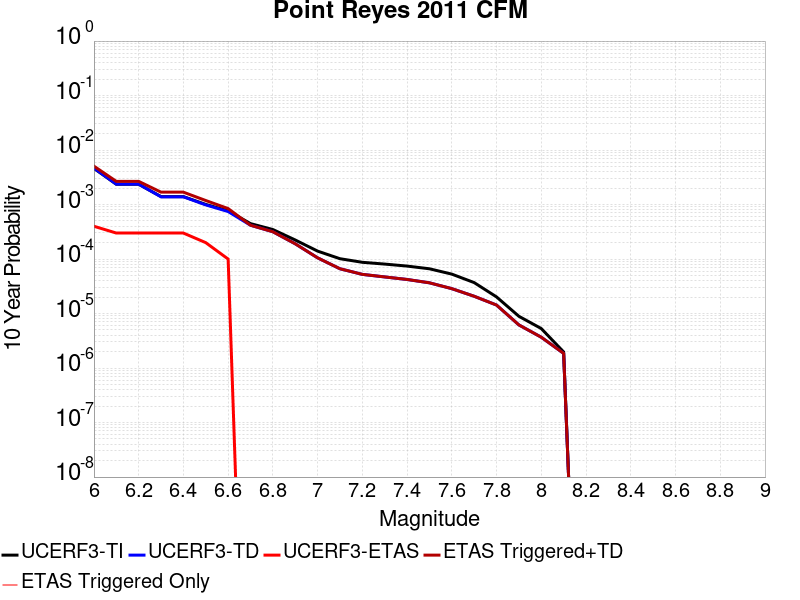 Point Reyes 2011 CFM
10 0
10 -1
10 -2
10 -3
10 -4
10 -5
10 -6
10 -7
10 -8
10 Year Probability
6 6.2 6.4 6.6 6.8 7 7.2 7.4 7.6 7.8 8 8.2 8.4 8.6 8.8 9
Magnitude
UCERF3-TI UCERF3-TD UCERF3-ETAS ETAS Triggered+TD
ETAS Triggered Only